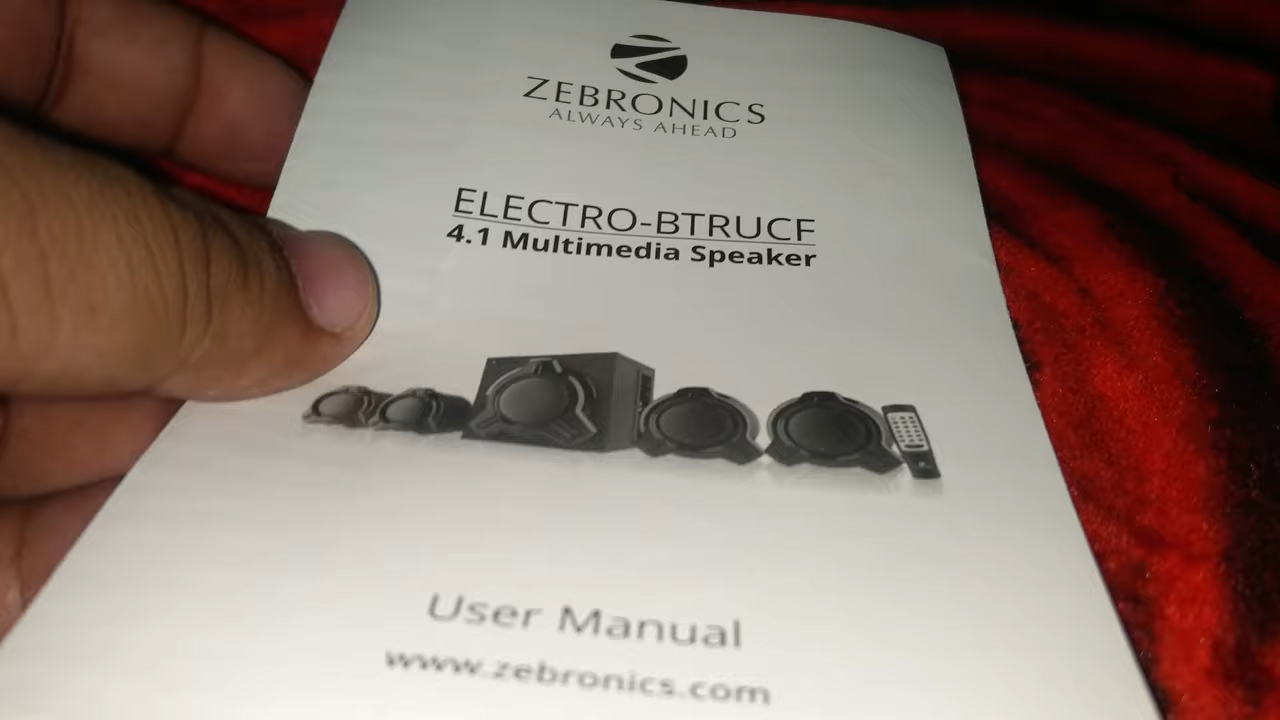 ZEBRONICS
ALWAYS AHEAD
ELECTRO-BTRUCF
4.1 Multimedia Speaker
User Manual
www.zebronics.com